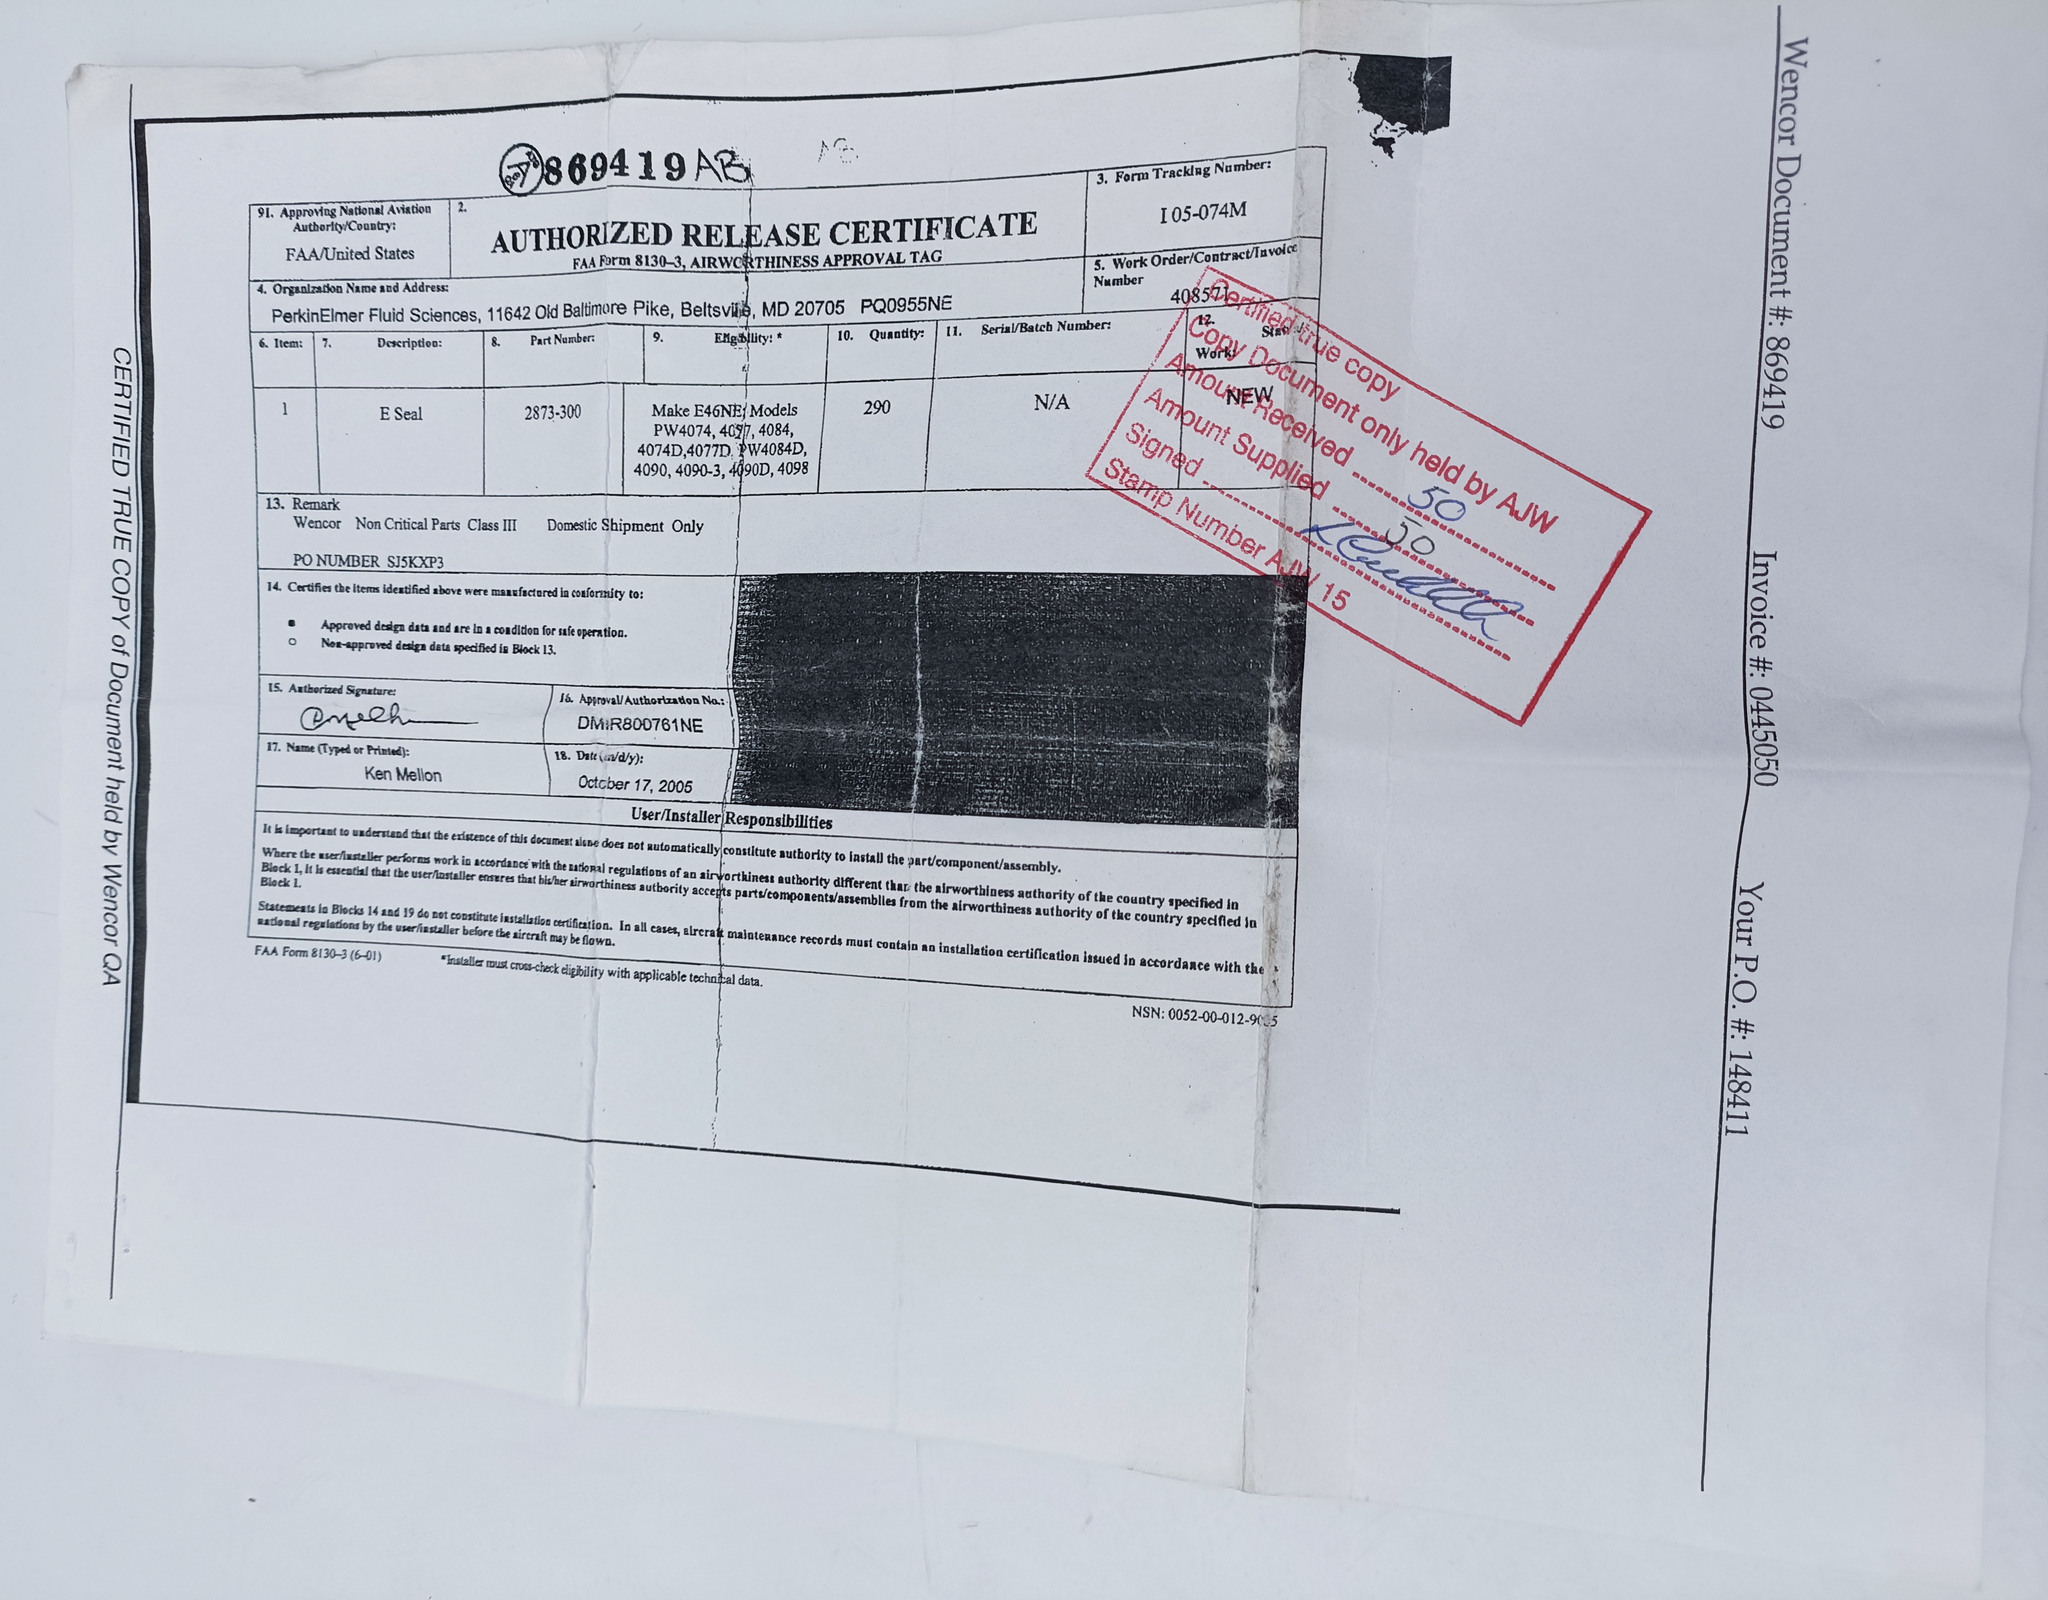 869419 AB
91. Approving National Aviation
Authority/Country:
FAA/United States
2.
AUTHORIZED RELEASE CERTIFICATE
FAA Form 8130-3, AIRWORTHINESS APPROVAL TAG
3. Form Tracking Number:
I 05-074M
4. Organization Name and Address:
PerkinElmer Fluid Sciences, 11642 Old Baltimore Pike, Beltsville, MD 20705 PQ0955NE
5. Work Order/Contract/Invoice
Number
408571
6. Item: 7. Description: 8. Part Number: 9. Eligibility: * 10. Quantity: 11. Serial/Batch Number: 12.
Work:
1 E Seal 2873-300 Make E46NE; Models 290 N/A NEW
PW4074, 4077, 4084,
4074D,4077D, PW4084D,
4090, 4090-3, 4090D, 4098
13. Remark
Wencor Non Critical Parts Class III Domestic Shipment Only
PO NUMBER SJ5KXP3
14. Certifies the items identified above were manufactured in conformity to:
Approved design data and are in a condition for safe operation.
Non-approved design data specified in Block 13.
15. Authorized Signature:
16. Approval/Authorization No.:
DMIR800761NE
17. Name (Typed or Printed):
Ken Mellon
18. Date (m/d/y):
October 17, 2005
User/Installer Responsibilities
It is important to understand that the existence of this document alone does not automatically constitute authority to install the part/component/assembly.
Where the user/installer performs work in accordance with the national regulations of an airworthiness authority different than the airworthiness authority of the country specified in
Block 1, it is essential that the user/installer ensures that his/her airworthiness authority accepts parts/components/assemblies from the airworthiness authority of the country specified in
Block 1.
Statements in Blocks 14 and 19 do not constitute installation certification. In all cases, aircraft maintenance records must contain an installation certification issued in accordance with the
national regulations by the user/installer before the aircraft may be flown.
FAA Form 8130-3 (6-01) *Installer must cross-check eligibility with applicable technical data.
NSN: 0052-00-012-9005
Certified true copy
Copy Document only held by AJW
Amount Received 50
Amount Supplied 50
Signed
Stamp Number AJW 15
CERTIFIED TRUE COPY of Document held by Wencor QA
Wencor Document #: 869419 Invoice #: 0445050 Your P.O. #: 148411